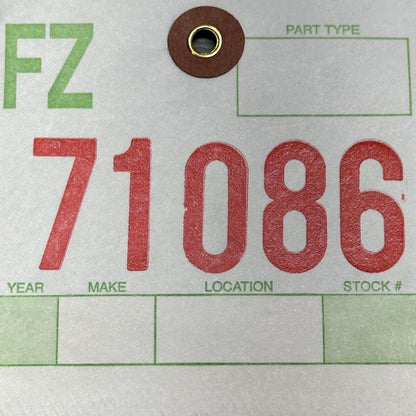 FZ
PART TYPE
71086
YEAR MAKE LOCATION STOCK #